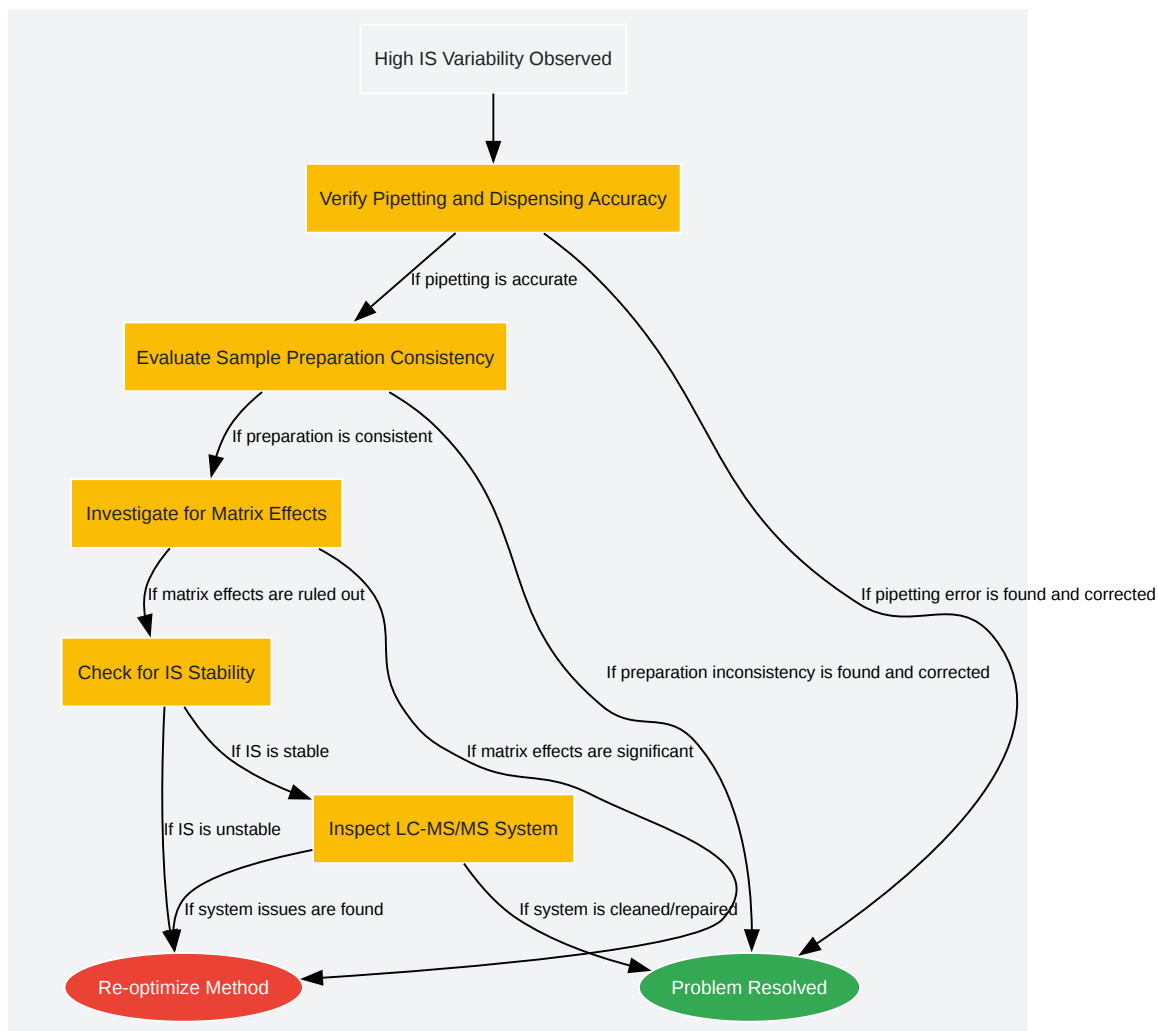 High IS Variability Observed
Verify Pipetting and Dispensing Accuracy
If pipetting is accurate
Evaluate Sample Preparation Consistency
If preparation is consistent
Investigate for Matrix Effects
If matrix effects are ruled out
If pipetting error is found and corrected
Check for IS Stability
If preparation inconsistency is found and corrected
If IS is stable
If matrix effects are significant
Inspect LC-MS/MS System
If IS is unstable
If system issues are found
If system is cleaned/repaired
Re-optimize Method
Problem Resolved